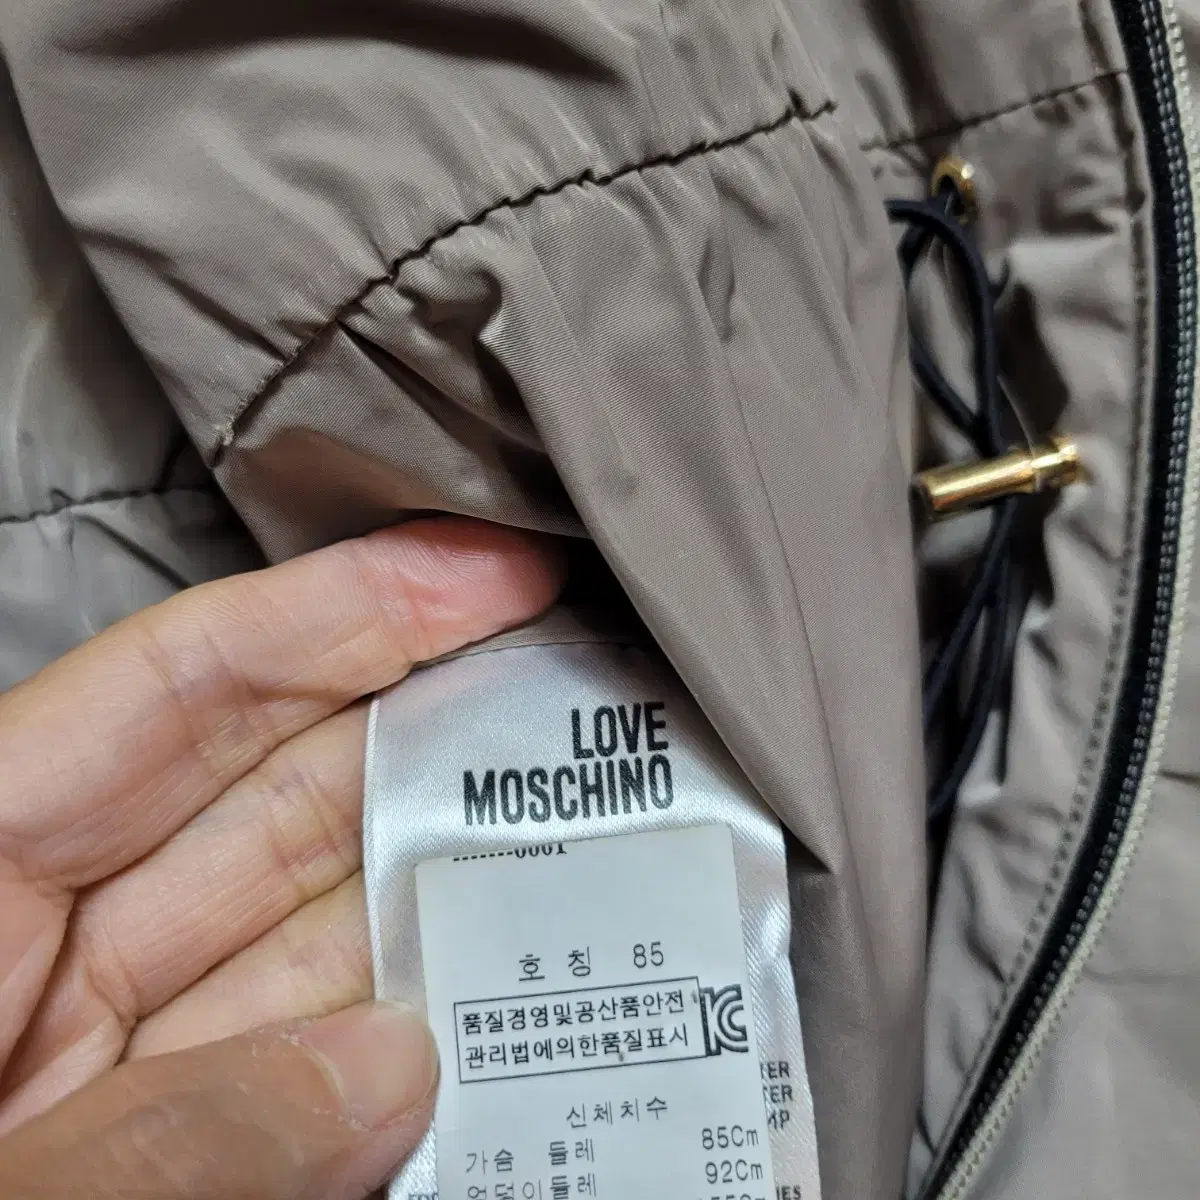 LOVE
MOSCHINO
-------0001
호 칭 85
품질경영및공산품안전
관리법에의한품질표시
KC
신체치수
가슴 둘레 85Cm
엉덩이둘레 92Cm